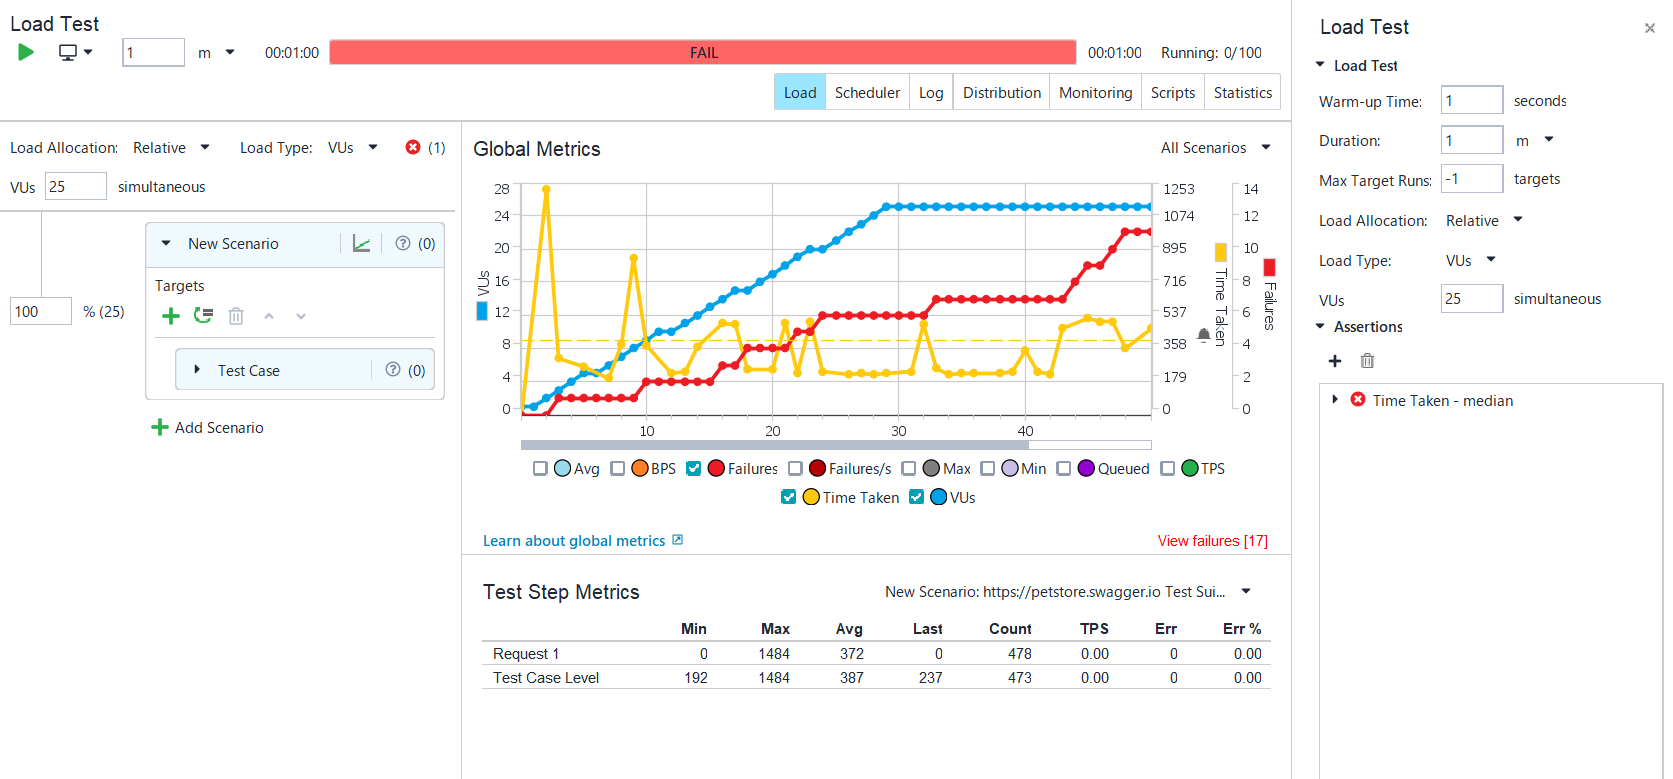 Load Test
1 m 00:01:00 FAIL 00:01:00 Running: 0/100
Load Scheduler Log Distribution Monitoring Scripts Statistics
Load Allocation: Relative Load Type: VUs (1)
VUs 25 simultaneous
New Scenario (0)
Targets
100 % (25)
Test Case (0)
Add Scenario
Global Metrics All Scenarios
VUs
28
24
20
16
12
8
4
0
1253
1074
895
716
537
358
179
0
Time Taken
14
12
10
8
6
4
2
0
Failures
10 20 30 40
Avg BPS Failures Failures/s Max Min Queued TPS
Time Taken VUs
Learn about global metrics View failures [17]
Test Step Metrics New Scenario: https://petstore.swagger.io Test Sui...
Min Max Avg Last Count TPS Err Err %
Request 1 0 1484 372 0 478 0.00 0 0.00
Test Case Level 192 1484 387 237 473 0.00 0 0.00
Load Test
Load Test
Warm-up Time: 1 seconds
Duration: 1 m
Max Target Runs: -1 targets
Load Allocation: Relative
Load Type: VUs
VUs 25 simultaneous
Assertions
Time Taken - median